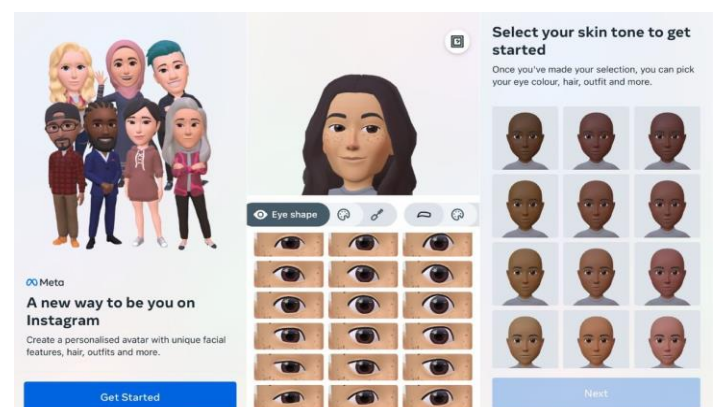 Meta
A new way to be you on
Instagram
Create a personalised avatar with unique facial
features, hair, outfits and more.
Get Started
Eye shape
Select your skin tone to get
started
Once you've made your selection, you can pick
your eye colour, hair, outfit and more.
Next